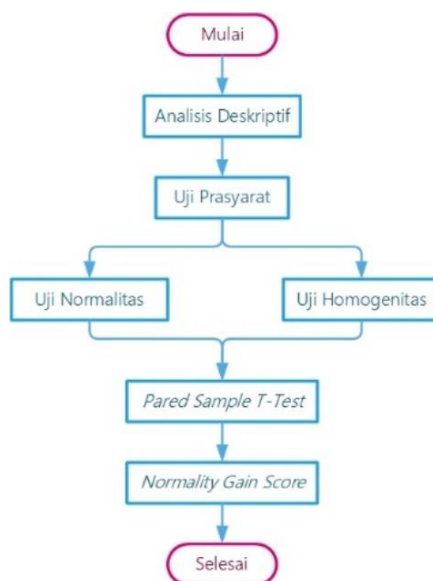 Mulai
Analisis Deskriptif
Uji Prasyarat
Uji Normalitas
Uji Homogenitas
Pared Sample T-Test
Normality Gain Score
Selesai